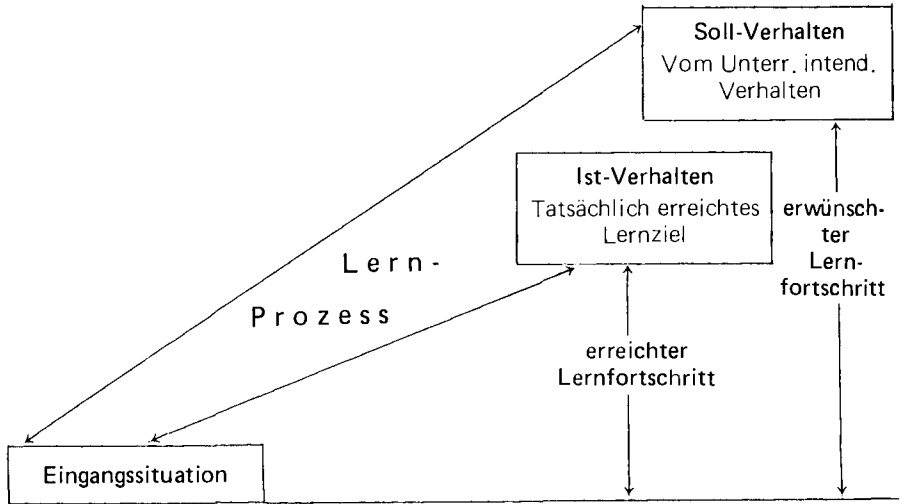 Soll-Verhalten
Vom Unterr. intend.
Verhalten
Ist-Verhalten
Tatsächlich erreichtes
Lernziel
erwünsch-
ter
Lern-
fortschritt
Lern-
Prozess
erreichter
Lernfortschritt
Eingangssituation